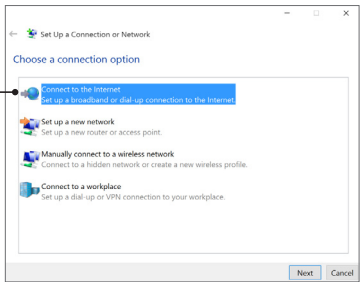 Set Up a Connection or Network
Choose a connection option
Connect to the Internet
Set up a broadband or dial-up connection to the Internet.
Set up a new network
Set up a new router or access point.
Manually connect to a wireless network
Connect to a hidden network or create a new wireless profile.
Connect to a workplace
Set up a dial-up or VPN connection to your workplace.
Next Cancel